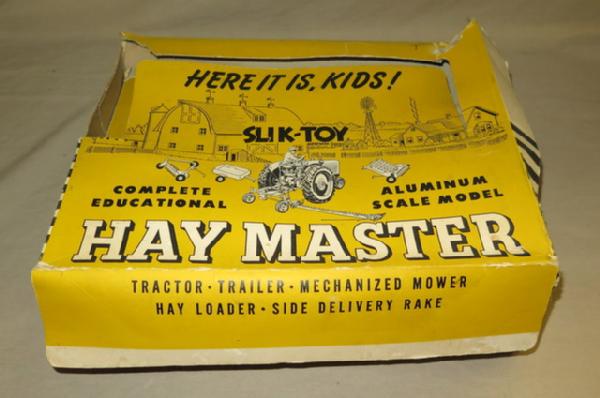 HERE IT IS, KIDS!
SLIK-TOY
COMPLETE EDUCATIONAL
ALUMINUM SCALE MODEL
HAY MASTER
TRACTOR · TRAILER · MECHANIZED MOWER
HAY LOADER · SIDE DELIVERY RAKE